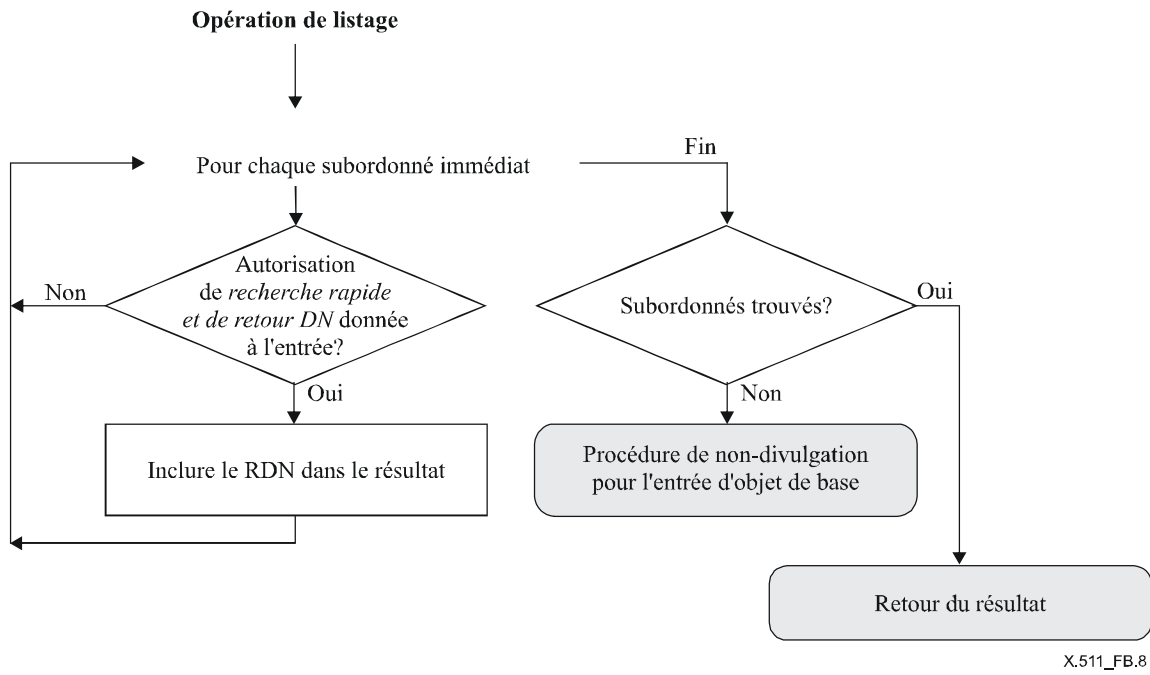 Opération de listage
Pour chaque subordonné immédiat
Fin
Autorisation
de recherche rapide
et de retour DN donnée
à l'entrée?
Non
Oui
Inclure le RDN dans le résultat
Subordonnés trouvés?
Oui
Non
Procédure de non-divulgation
pour l'entrée d'objet de base
Retour du résultat
X.511_FB.8